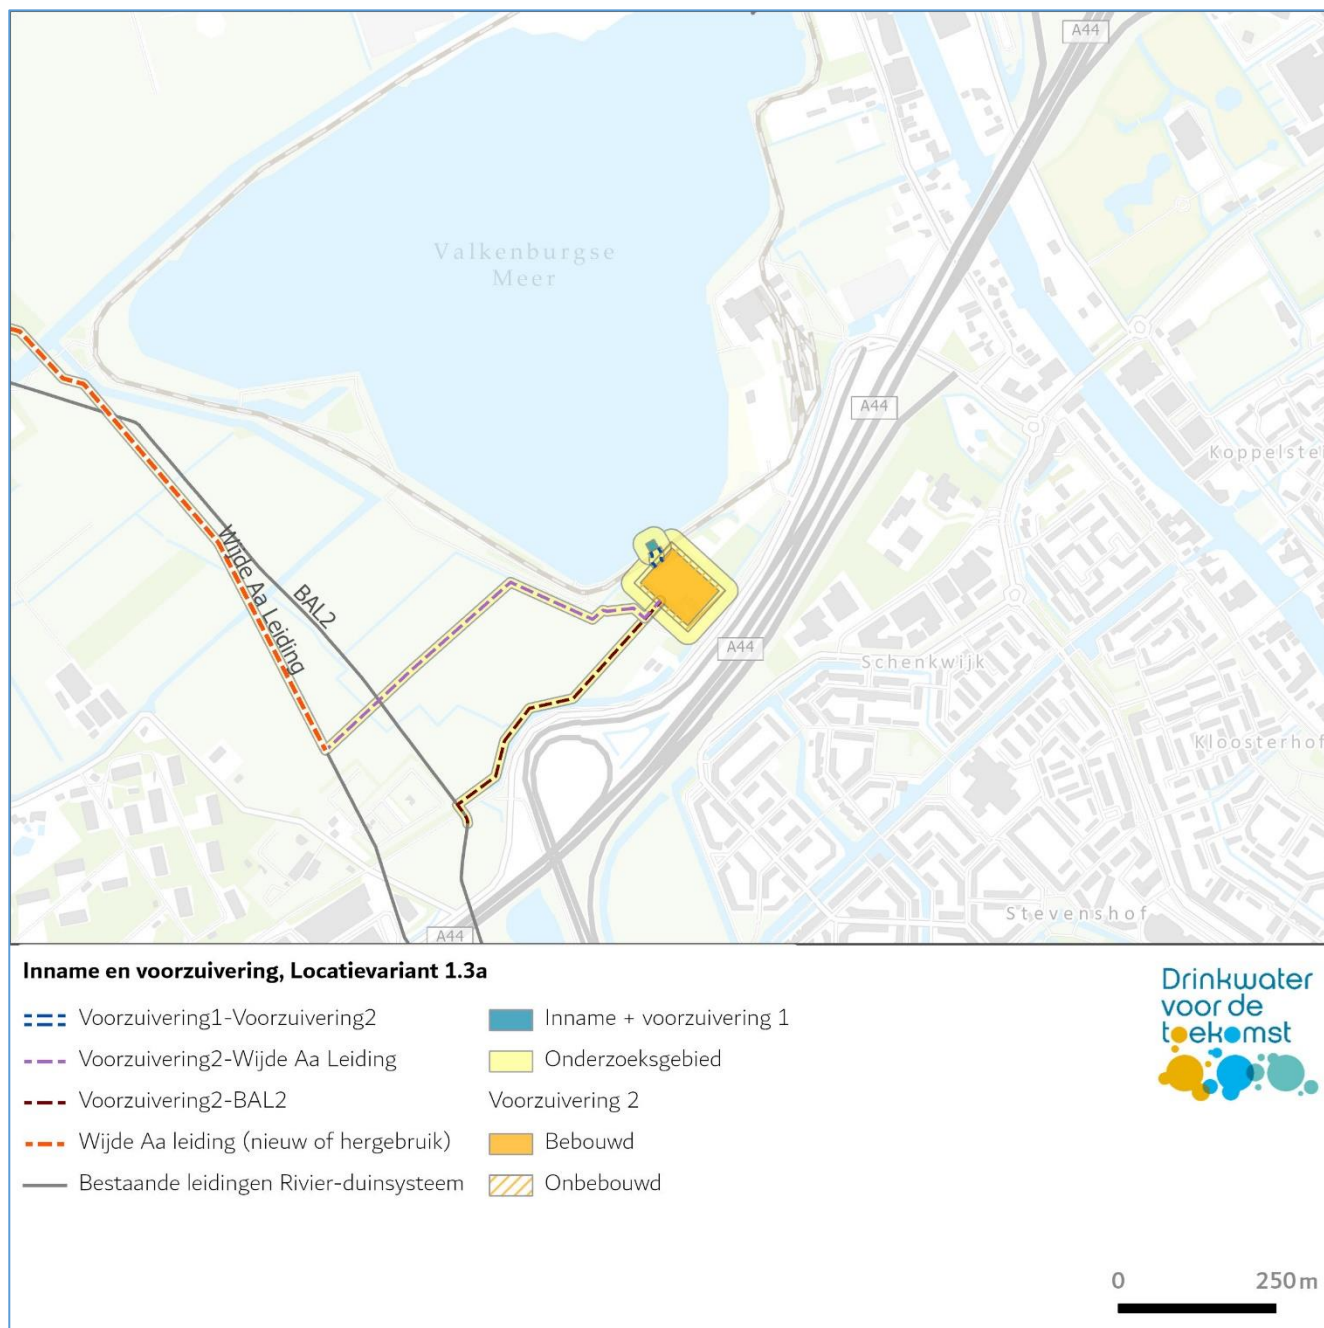 A44
Valkenburgse
Meer
A44
Koppelste
Wijde Aa Leiding
BAL2
A44
Schenkwijk
Kloosterhof
Stevenshof
A44
Inname en voorzuivering, Locatievariant 1.3a
Voorzuivering1-Voorzuivering2
Voorzuivering2-Wijde Aa Leiding
Voorzuivering2-BAL2
Wijde Aa leiding (nieuw of hergebruik)
Bestaande leidingen Rivier-duinsysteem
Inname + voorzuivering 1
Onderzoeksgebied
Voorzuivering 2
Bebouwd
Onbebouwd
Drinkwater
voor de
toekomst
0 250 m